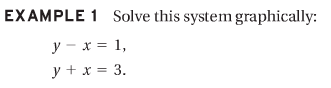 EXAMPLE 1 Solve this system graphically:
y − x = 1,
y + x = 3.